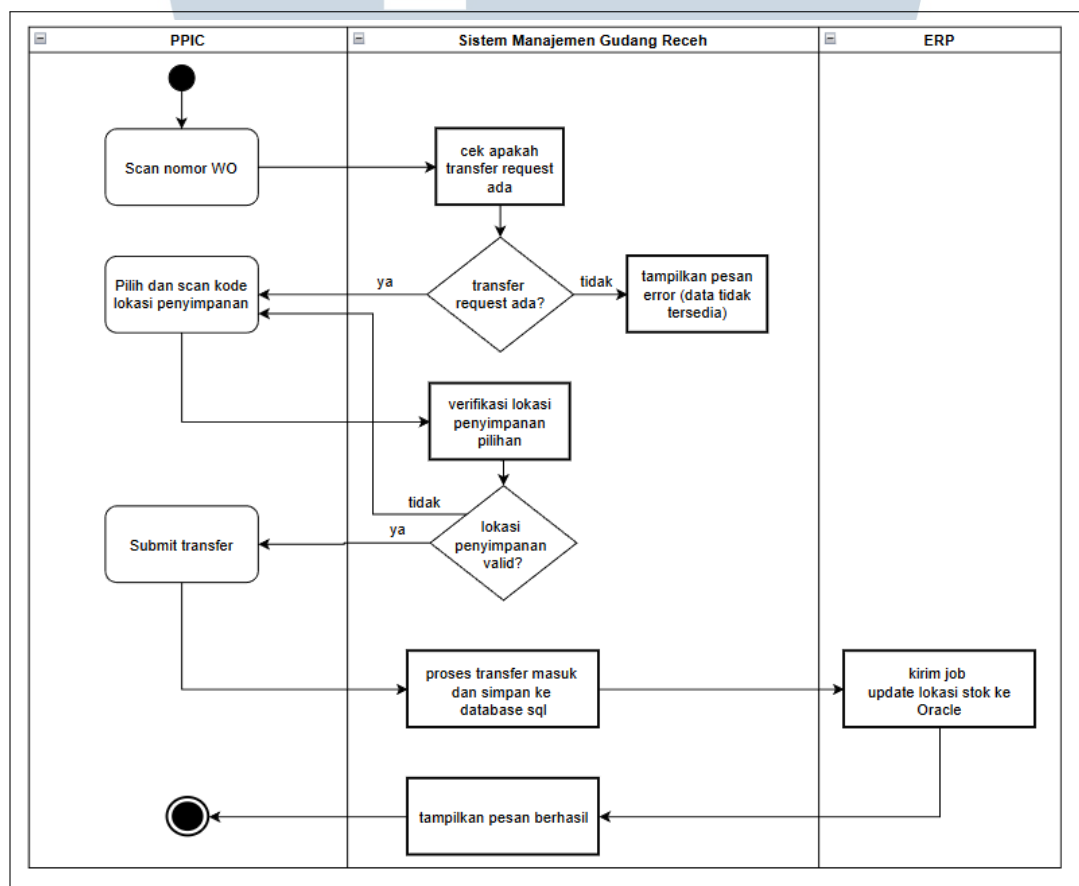 PPIC
Sistem Manajemen Gudang Receh
ERP
Scan nomor WO
cek apakah
transfer request
ada
Pilih dan scan kode
lokasi penyimpanan
ya
transfer
request ada?
tidak
tampilkan pesan
error (data tidak
tersedia)
verifikasi lokasi
penyimpanan
pilihan
tidak
ya
lokasi
penyimpanan
valid?
Submit transfer
proses transfer masuk
dan simpan ke
database sql
kirim job
update lokasi stok ke
Oracle
tampilkan pesan berhasil